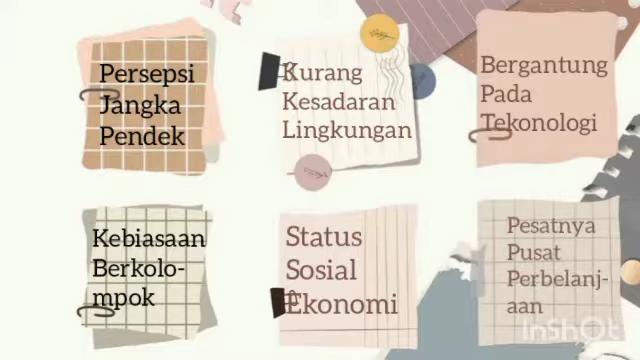 Persepsi
Jangka
Pendek
Kurang
Kesadaran
Lingkungan
Bergantung
Pada
Tekonologi
Kebiasaan
Berkolo-
mpok
Status
Sosial
Ekonomi
Pesatnya
Pusat
Perbelanj-
aan
InShOt